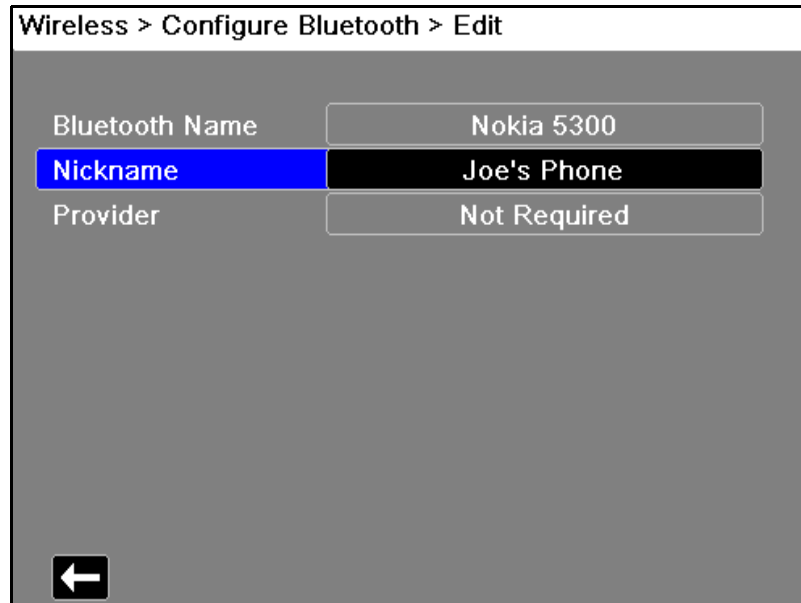 Wireless > Configure Bluetooth > Edit
Bluetooth Name Nokia 5300
Nickname Joe's Phone
Provider Not Required